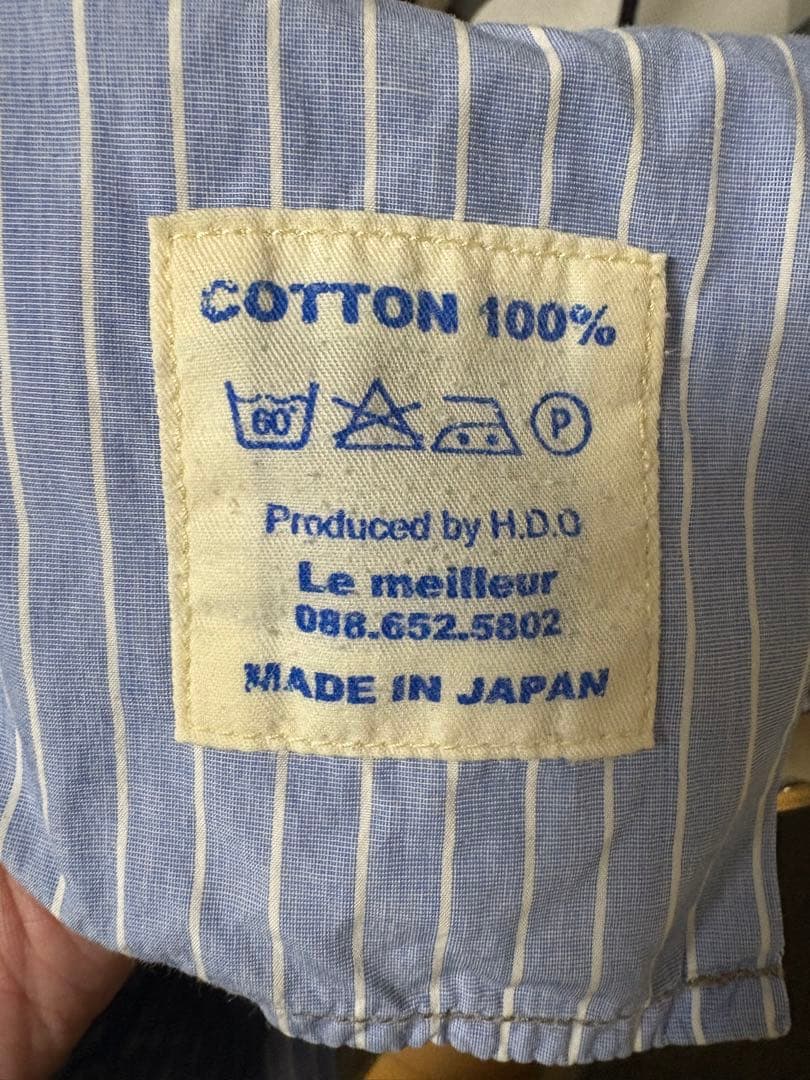 COTTON 100%
60° P
Produced by H.D.O
Le meilleur
088.652.5802
MADE IN JAPAN